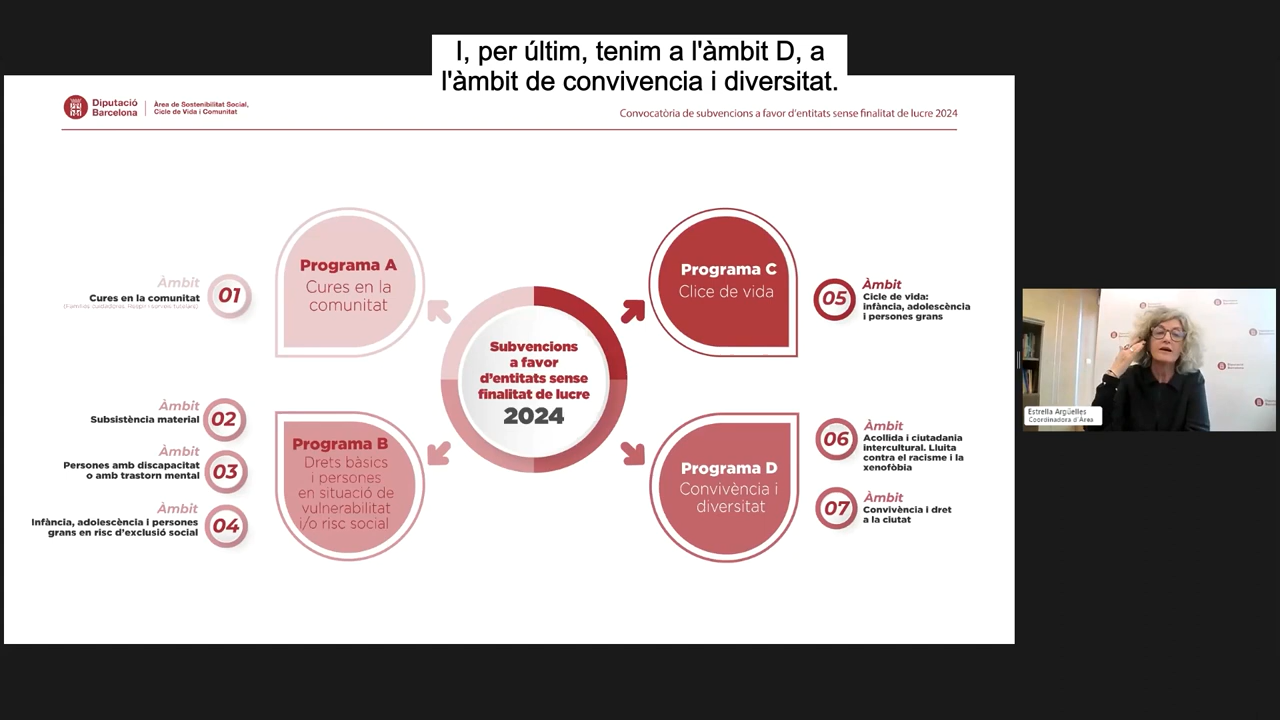 I, per últim, tenim a l'àmbit D, a
l'àmbit de convivencia i diversitat.
Diputació
Barcelona
Àrea de Sostenibilitat Social,
Cicle de Vida i Comunitat
Convocatòria de subvencions a favor d'entitats sense finalitat de lucre 2024
Àmbit
Cures en la comunitat
01
Programa A
Cures en la
comunitat
Àmbit
Subsistència material
02
Àmbit
Persones amb discapacitat
o amb trastorn mental
03
Àmbit
Infància, adolescència i persones
grans en risc d'exclusió social
04
Programa B
Drets bàsics
i persones
en situació de
vulnerabilitat
i/o risc social
Subvencions
a favor
d'entitats sense
finalitat de lucre
2024
Programa C
Clice de vida
05
Àmbit
Cicle de vida:
infància, adolescència
i persones grans
Programa D
Convivència i
diversitat
06
Àmbit
Acollida i ciutadania
intercultural. Lluita
contra el racisme i la
xenofòbia
07
Àmbit
Convivència i dret
a la ciutat
Estrella Argüelles
Coordinadora d'Àrea